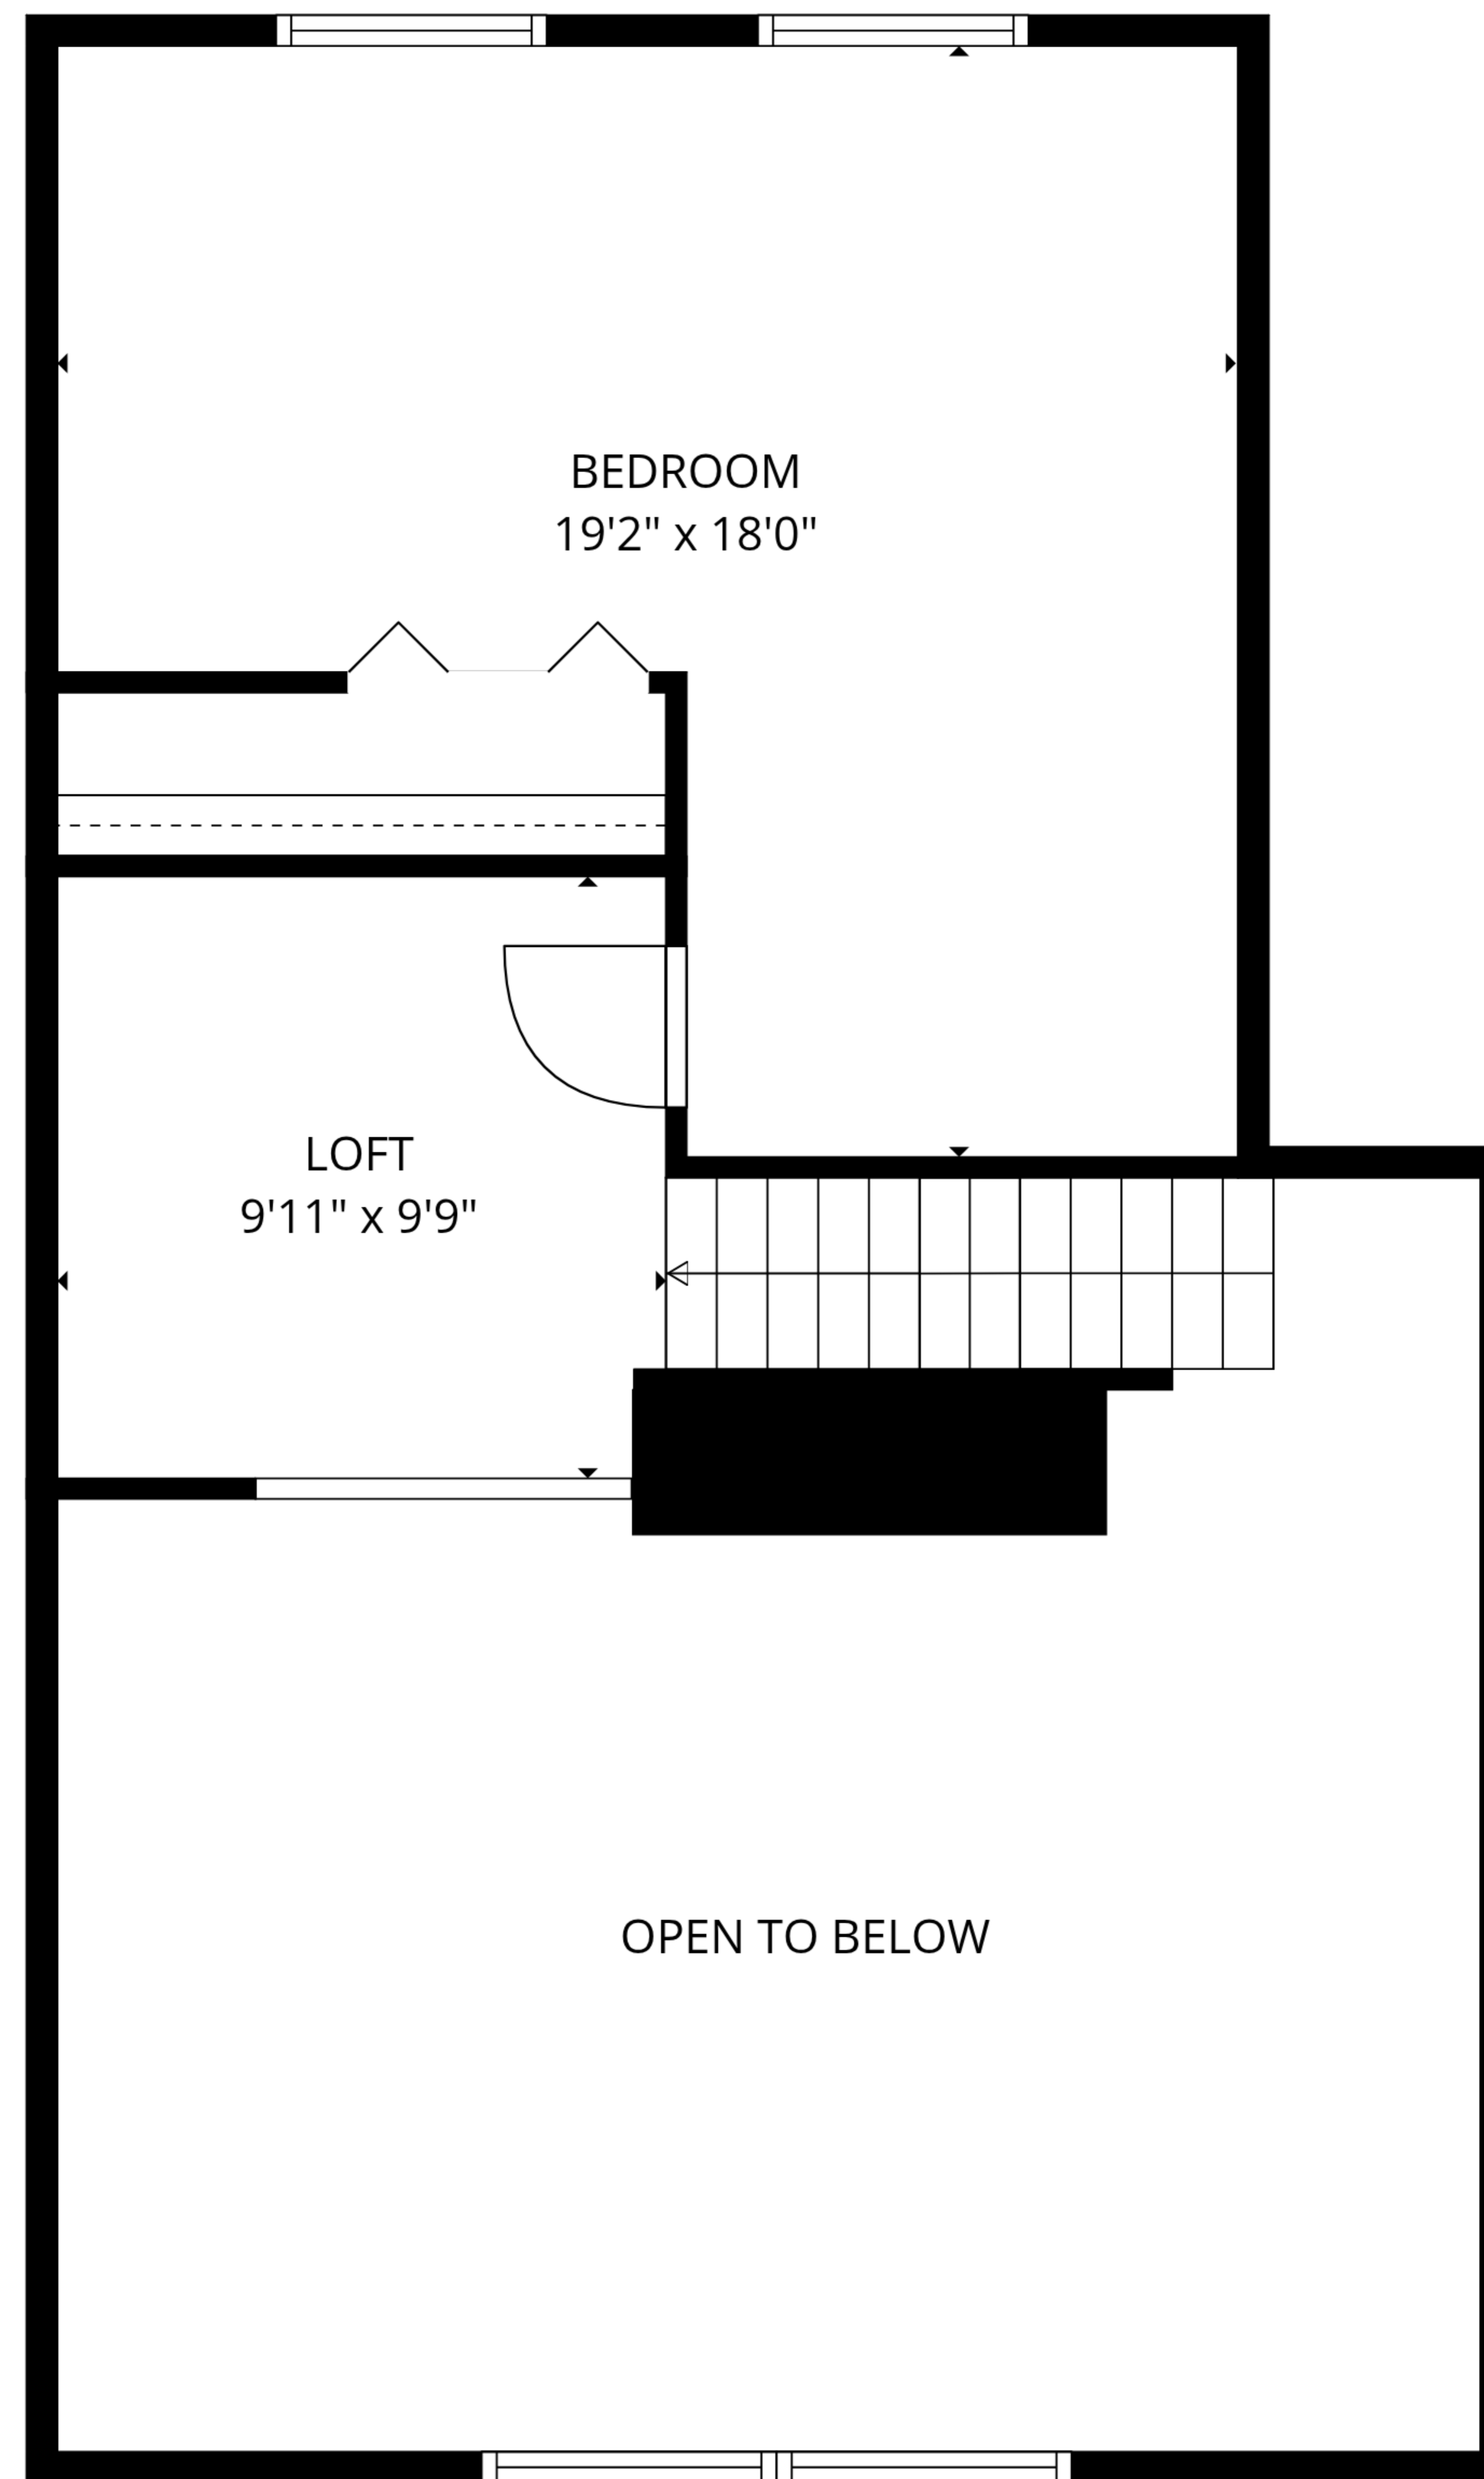 BEDROOM
19'2" x 18'0"
LOFT
9'11" x 9'9"
OPEN TO BELOW